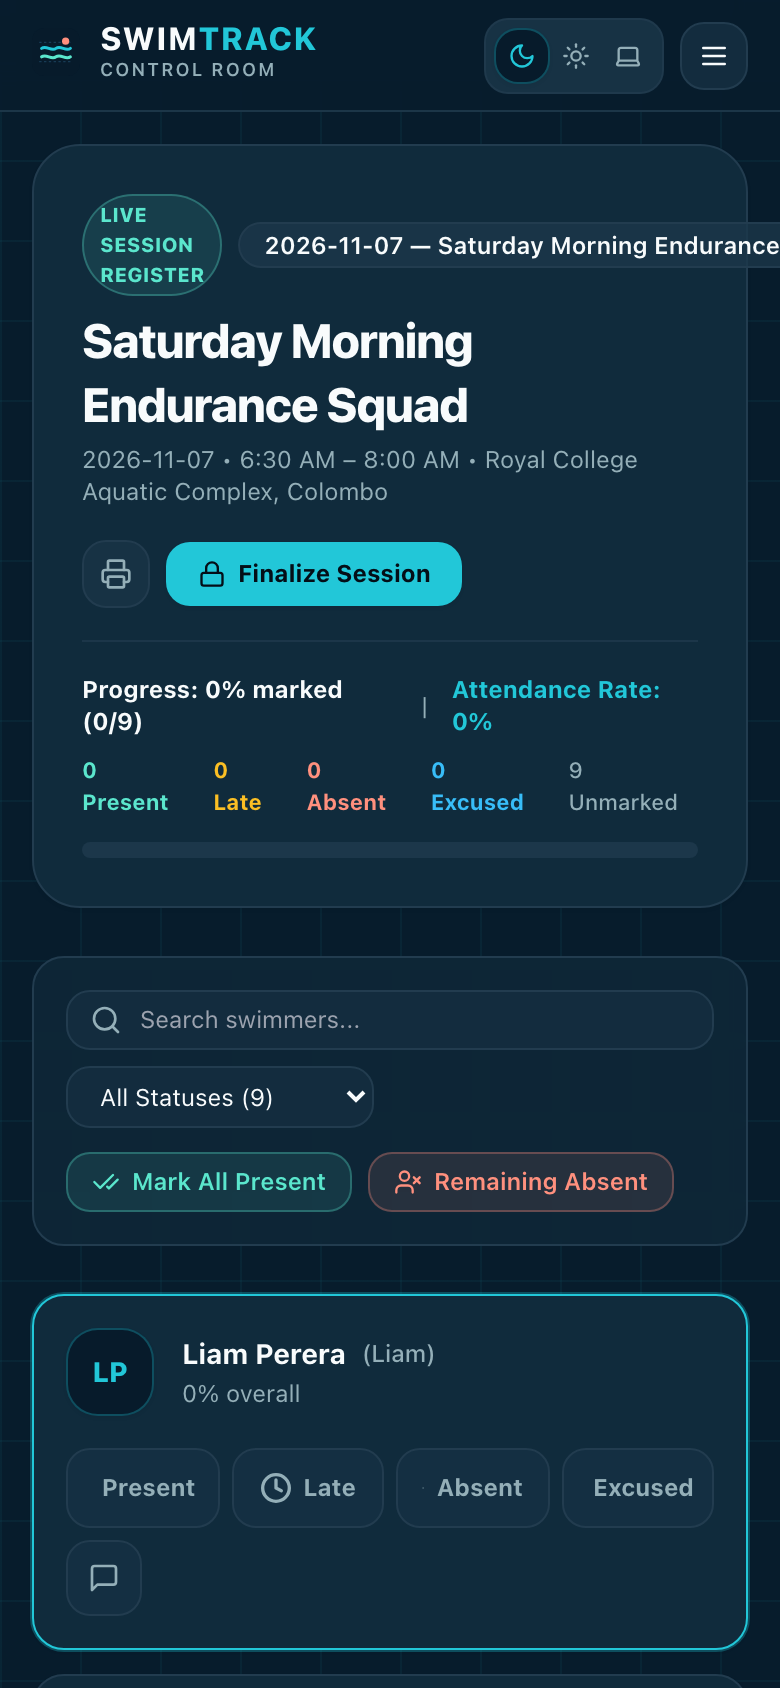 SWIMTRACK
CONTROL ROOM
LIVE
SESSION
REGISTER
2026-11-07 — Saturday Morning Endurance
Saturday Morning
Endurance Squad
2026-11-07 • 6:30 AM – 8:00 AM • Royal College
Aquatic Complex, Colombo
Finalize Session
Progress: 0% marked
(0/9)
|
Attendance Rate:
0%
0
Present
0
Late
0
Absent
0
Excused
9
Unmarked
Search swimmers...
All Statuses (9)
Mark All Present
Remaining Absent
LP
Liam Perera (Liam)
0% overall
Present
Late
Absent
Excused